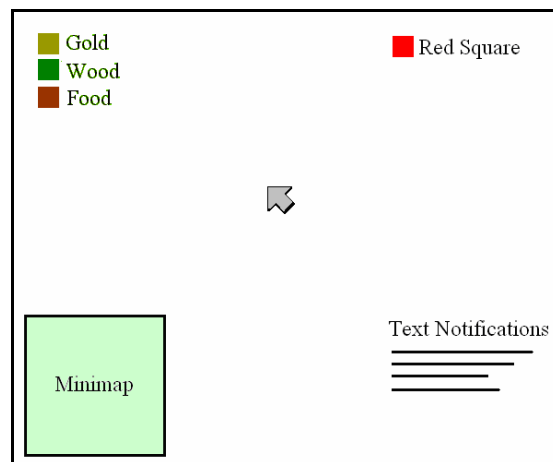 Gold
Wood
Food
Red Square
Minimap
Text Notifications